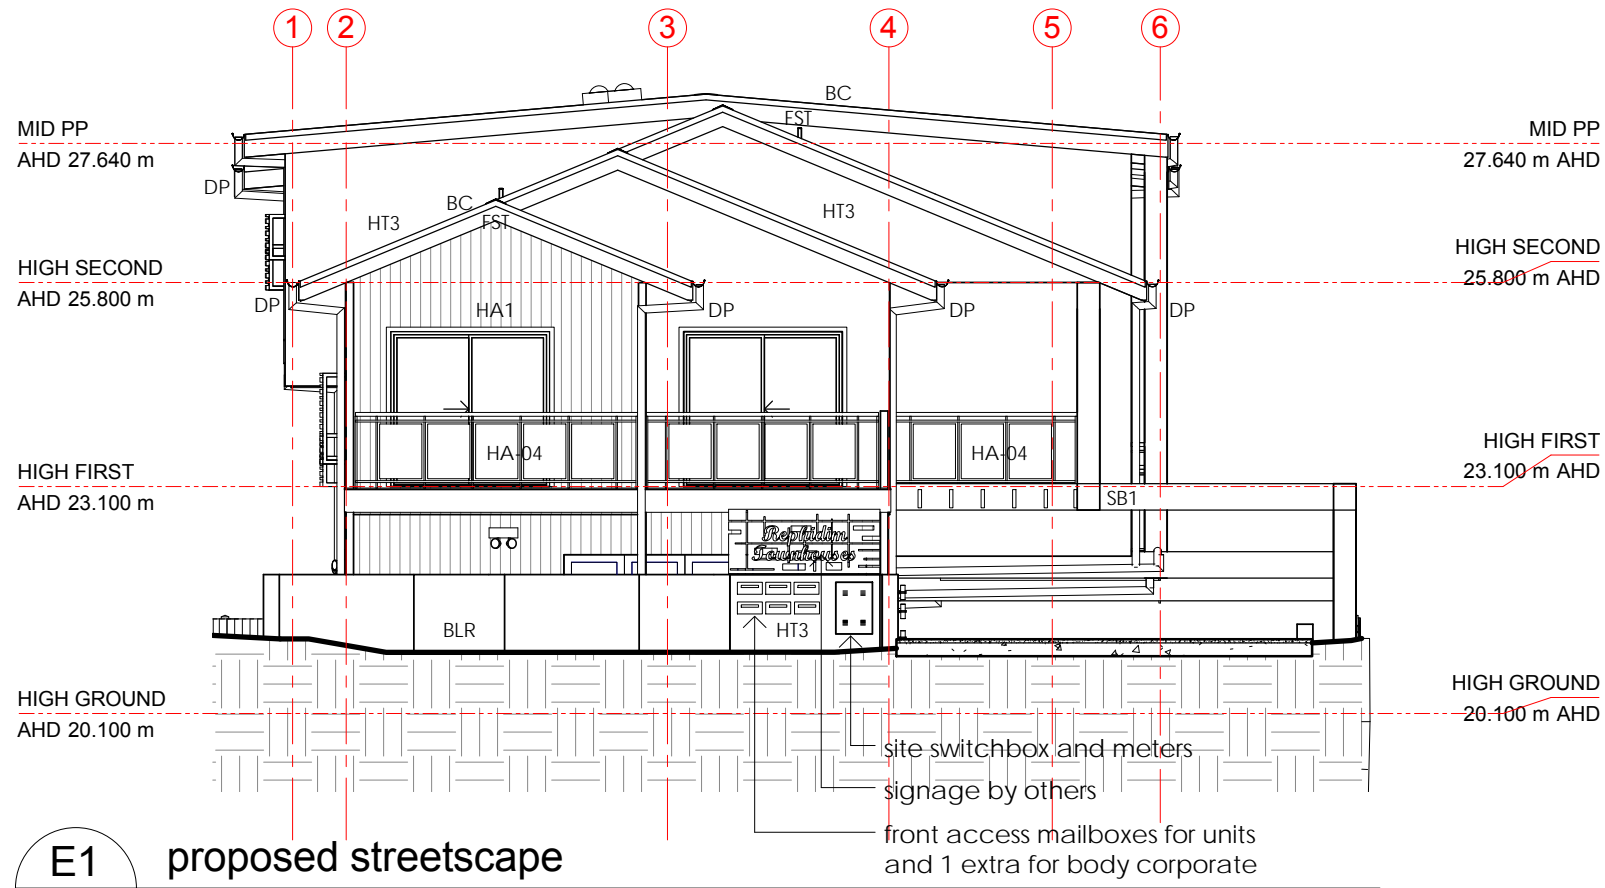 1 2 3 4 5 6
BC
FST
MID PP
AHD 27.640 m
MID PP
27.640 m AHD
DP
BC
HT3
FST
HT3
HIGH SECOND
AHD 25.800 m
HIGH SECOND
25.800 m AHD
DP
HA1
DP
DP
DP
HA-04
HA-04
HIGH FIRST
AHD 23.100 m
HIGH FIRST
23.100 m AHD
SB1
Rephidim
Townhouses
BLR
HT3
HIGH GROUND
AHD 20.100 m
HIGH GROUND
20.100 m AHD
site switchbox and meters
signage by others
front access mailboxes for units
and 1 extra for body corporate
E1 proposed streetscape